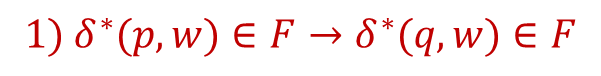 1) δ*(p, w) ∈ F → δ*(q, w) ∈ F